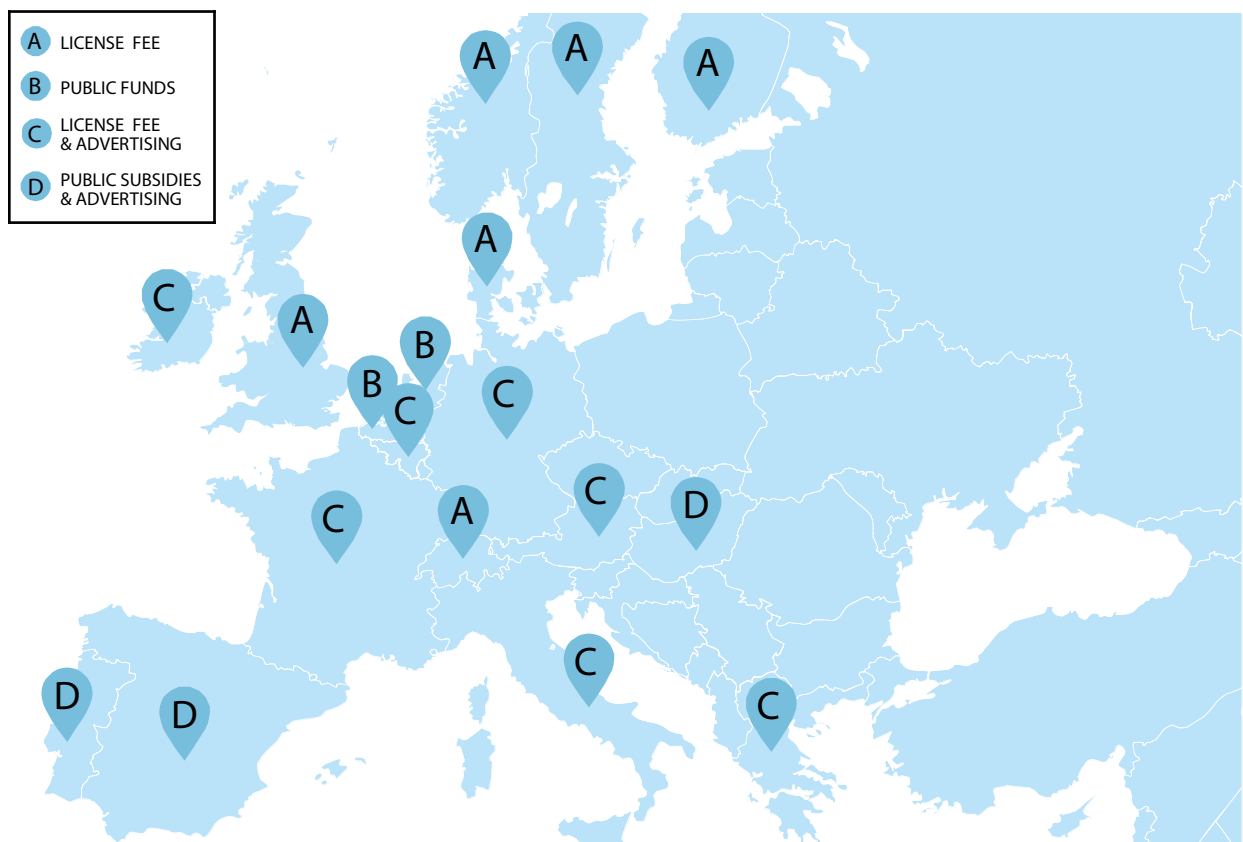 A LICENSE FEE
B PUBLIC FUNDS
C LICENSE FEE
& ADVERTISING
D PUBLIC SUBSIDIES
& ADVERTISING
A
A
A
A
C
A
B
B
C
C
C
D
C
A
C
D
D
C